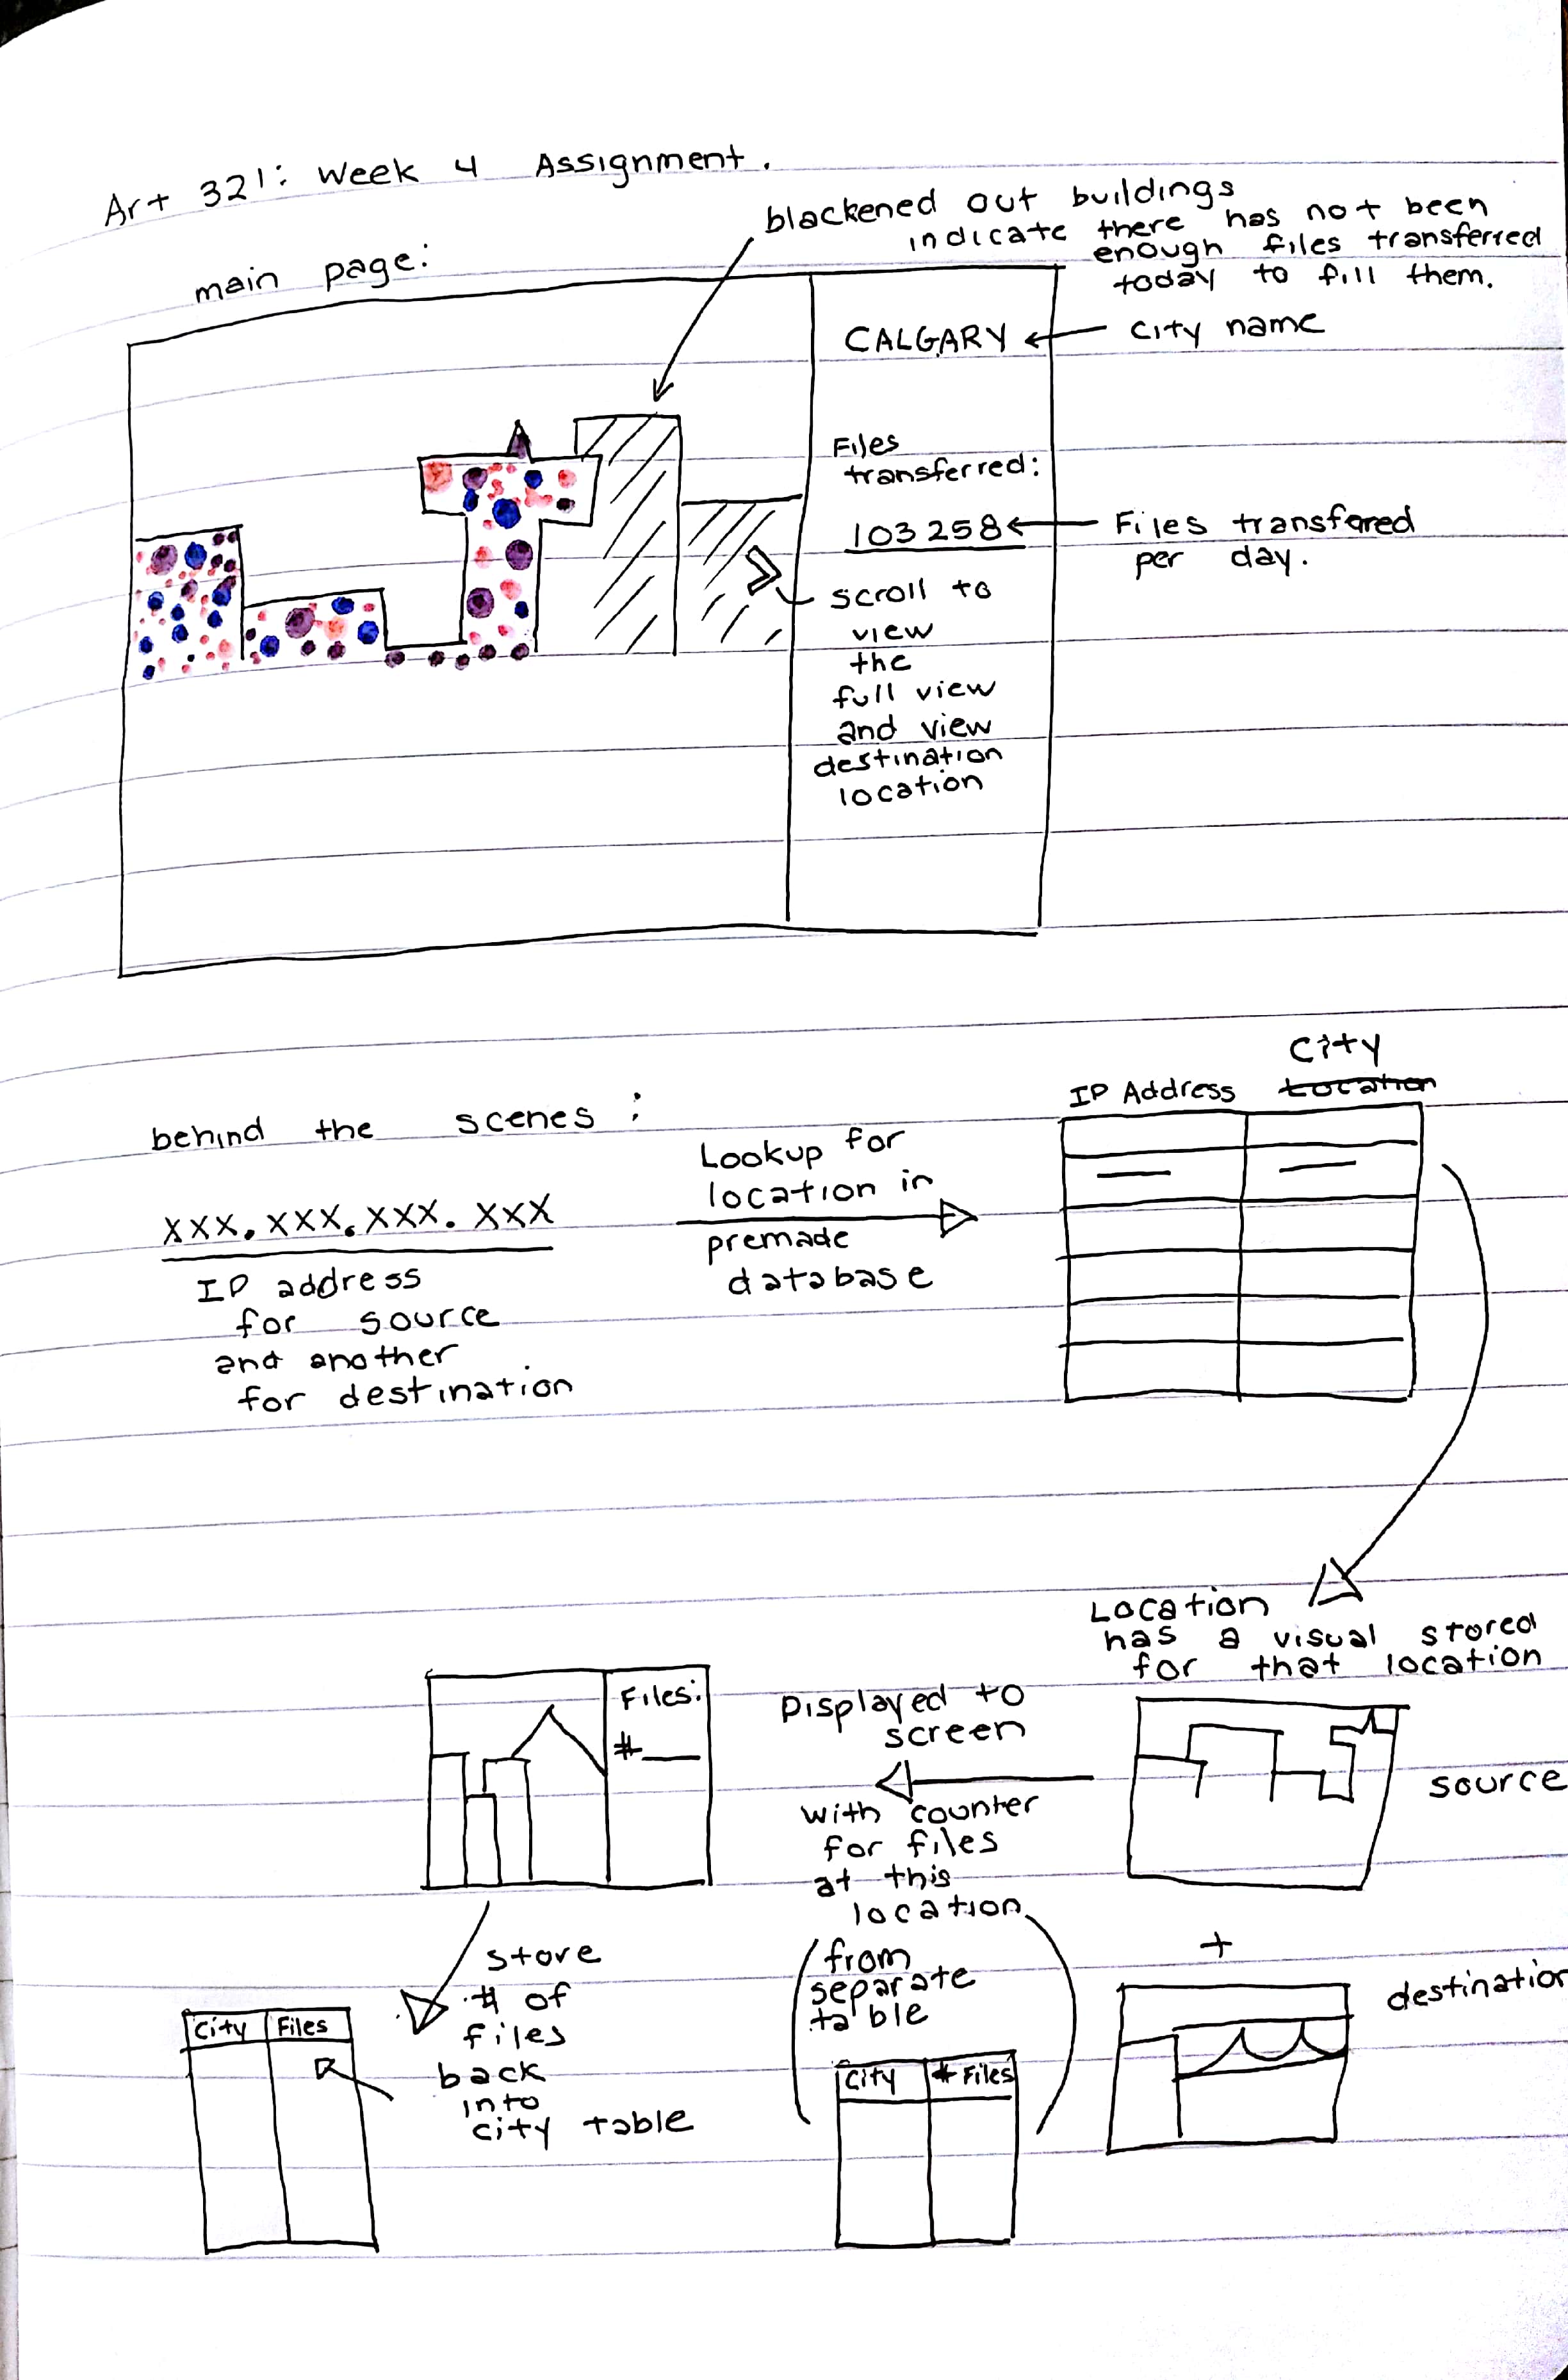 Art 321: Week 4 Assignment.
main page:
blackened out buildings
indicate there has not been
enough files transferred
today to fill them.
CALGARY
City name
Files
transferred:
103258
Files transfered
per day.
scroll to
view
the
full view
and view
destination
location
behind the scenes:
xxx.xxx.xxx.xxx
IP address
for source
and another
for destination
Lookup for
location in
premade
database
City
IP Address Location
Location
has a visual stored
for that location
source
+
destination
Displayed to
screen
with counter
for files
at this
location
from
separate
table
City # Files
Files:
#
store
# of
files
back
into
city table
City Files